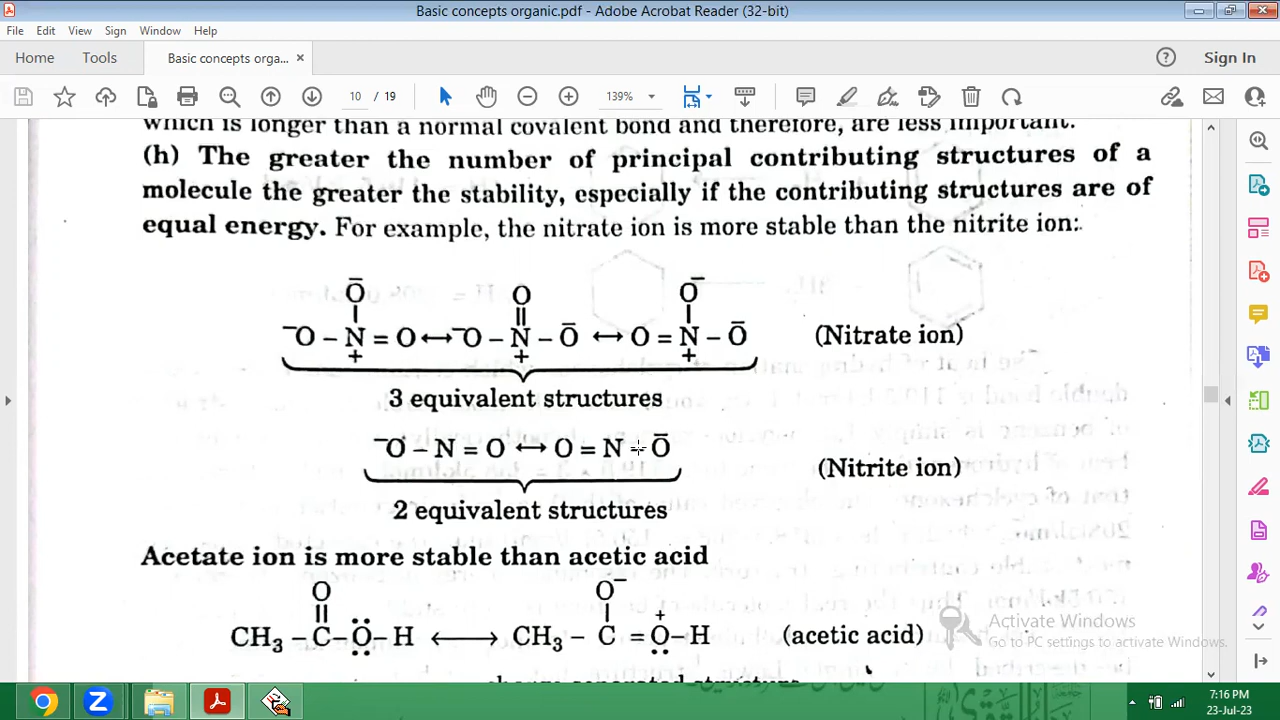 Basic concepts organic.pdf - Adobe Acrobat Reader (32-bit)
File Edit View Sign Window Help
Home Tools Basic concepts orga... × Sign In
10 / 19 139%
which is longer than a normal covalent bond and therefore, are less important.
(h) The greater the number of principal contributing structures of a
molecule the greater the stability, especially if the contributing structures are of
equal energy. For example, the nitrate ion is more stable than the nitrite ion:
Ō O O⁻
⁻O – N = O ↔ ⁻O – N – Ō ↔ O = N – Ō (Nitrate ion)
+ + +
3 equivalent structures
⁻O – N = O ↔ O = N – Ō (Nitrite ion)
2 equivalent structures
Acetate ion is more stable than acetic acid
O O⁻
CH₃ – C – Ö – H ⟷ CH₃ – C = O⁺ – H (acetic acid)
Activate Windows
Go to PC settings to activate Windows.
7:16 PM
23-Jul-23